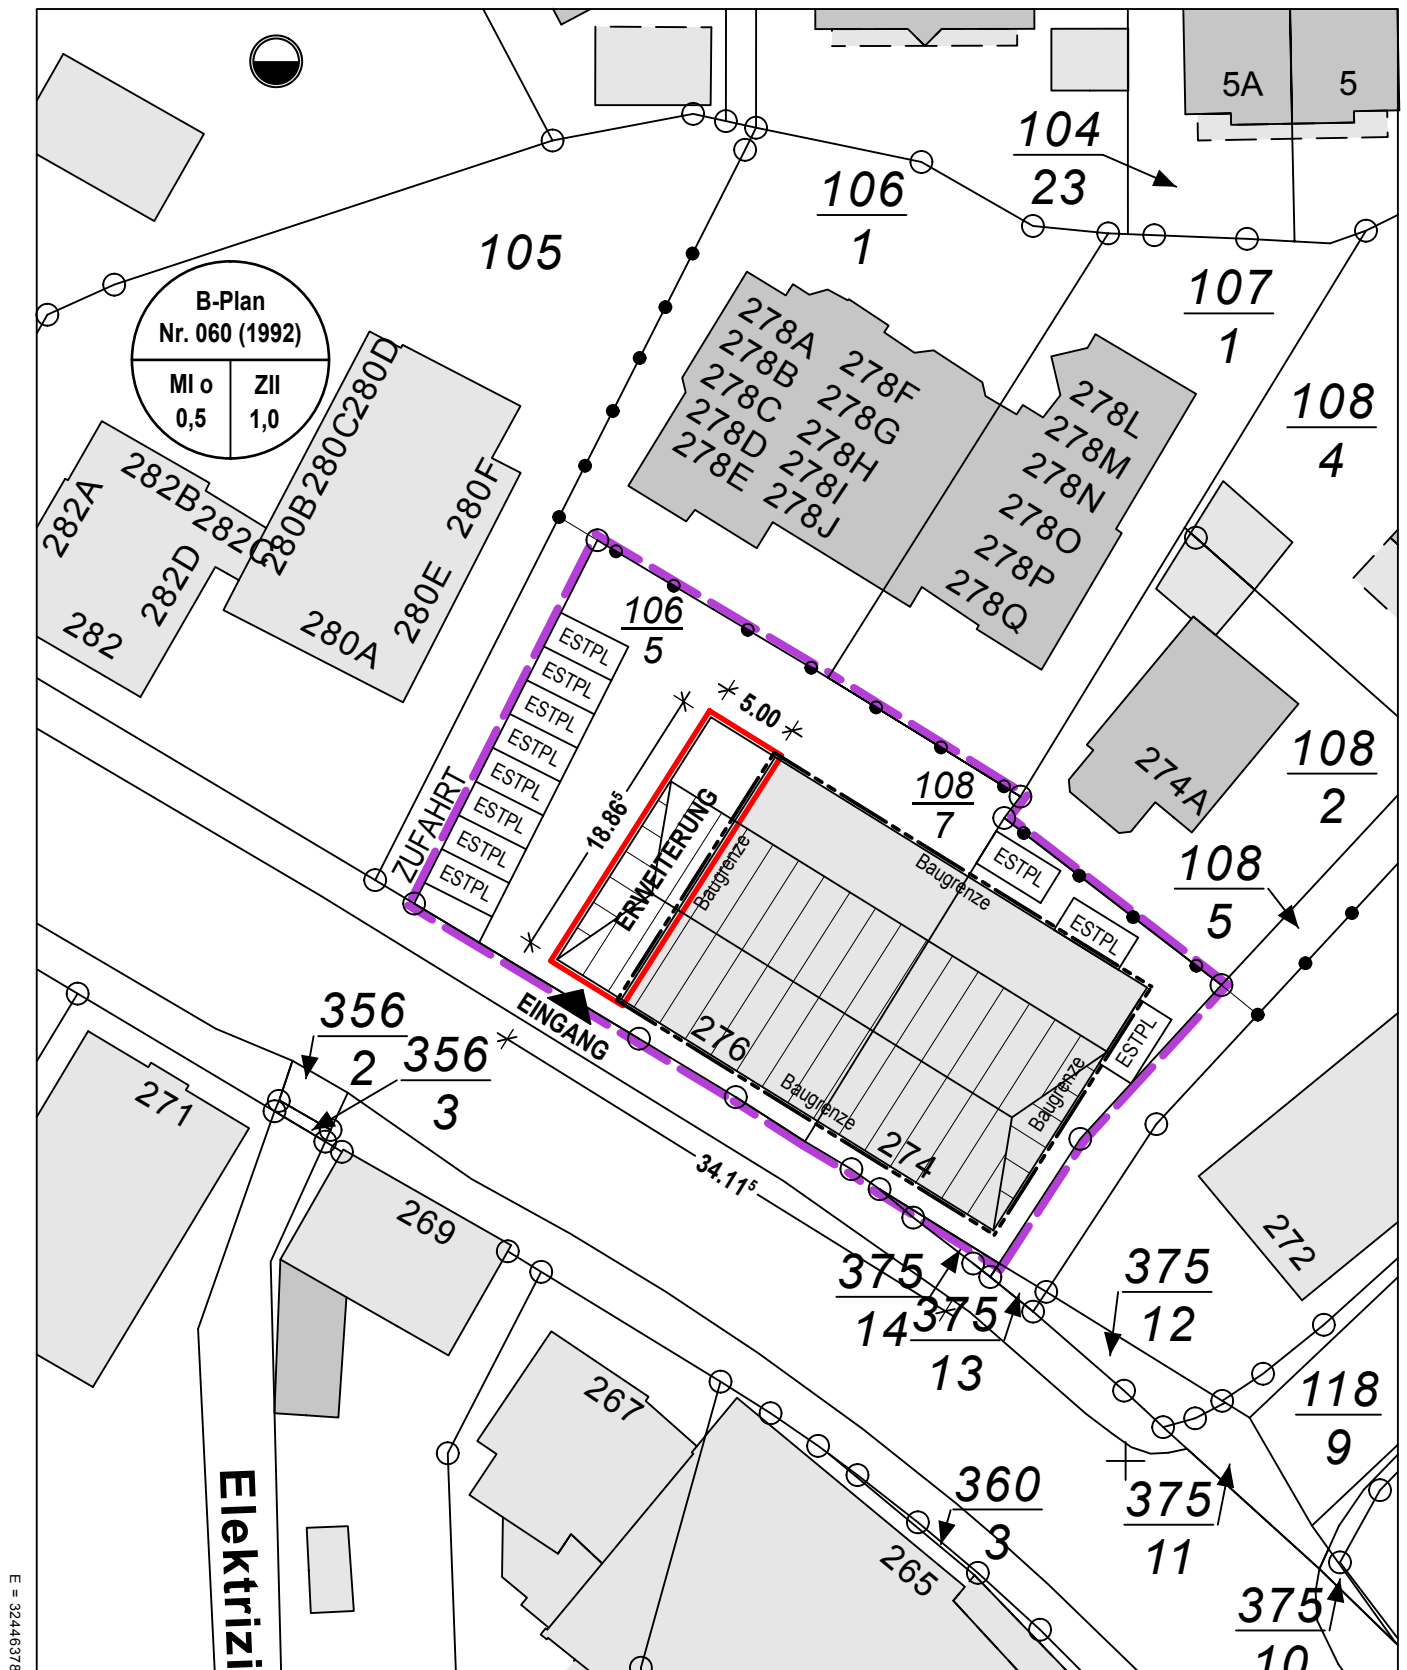 5A
5
104
23
106
1
105
107
1
B-Plan
Nr. 060 (1992)
MI o
0,5
ZII
1,0
278A
278B
278C
278D
278E
278F
278G
278H
278I
278J
278L
278M
278N
278O
278P
278Q
108
4
280D
280C
280B
280F
280E
280A
282A
282B
282C
282D
282
106
5
ESTPL
ESTPL
ESTPL
ESTPL
ESTPL
ESTPL
ESTPL
ESTPL
ZUFAHRT
5.00
18.86⁵
ERWEITERUNG
Baugrenze
108
7
Baugrenze
274A
108
2
108
5
ESTPL
ESTPL
ESTPL
Baugrenze
Baugrenze
EINGANG
276
274
34.11⁵
356
2
356
3
271
269
272
375
14
375
13
375
12
118
9
267
265
360
3
375
11
375
10
Elektrizi
E = 32446378